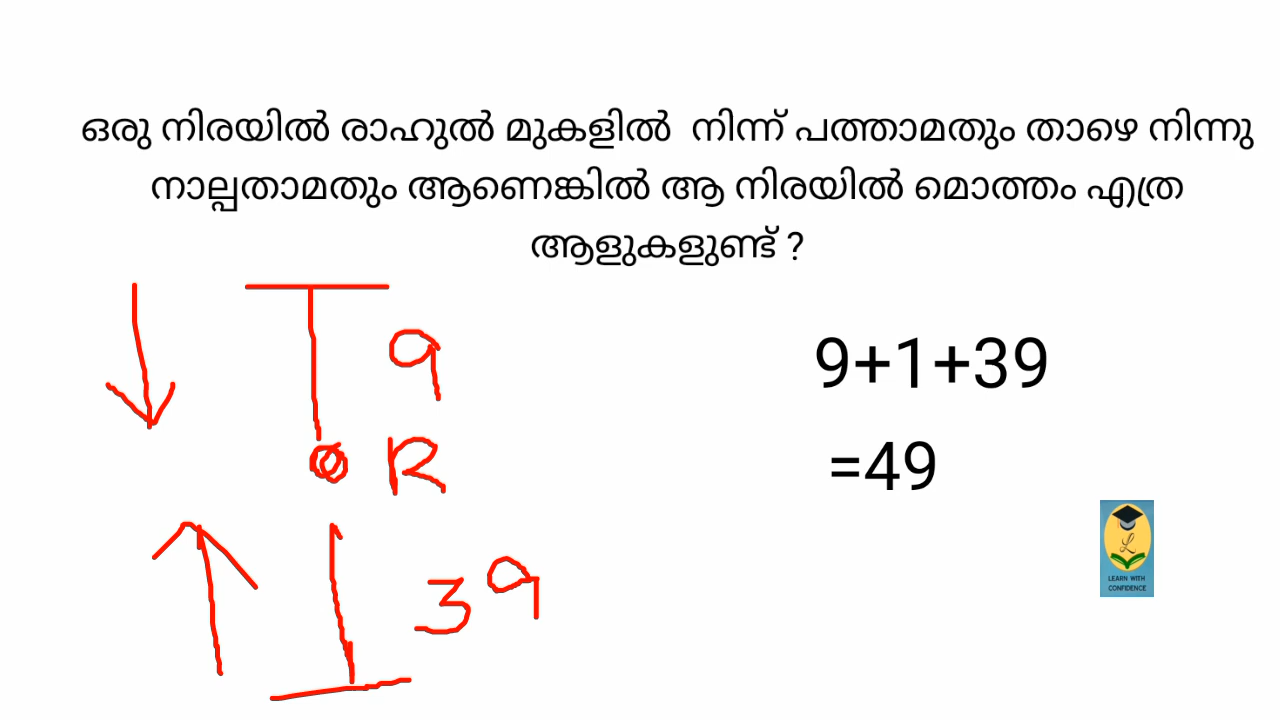 ഒരു നിരയിൽ രാഹുൽ മുകളിൽ നിന്ന് പത്താമതും താഴെ നിന്നു
നാല്പതാമതും ആണെങ്കിൽ ആ നിരയിൽ മൊത്തം എത്ര
ആളുകളുണ്ട് ?
9
9+1+39
R
=49
39
L
LEARN WITH
CONFIDENCE